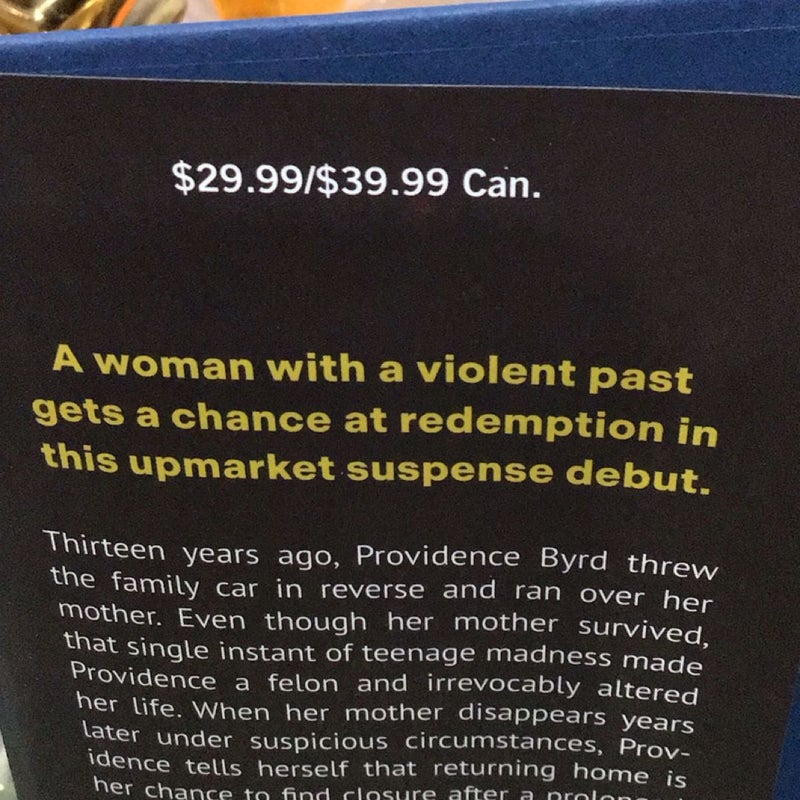 $29.99/$39.99 Can.
A woman with a violent past
gets a chance at redemption in
this upmarket suspense debut.
Thirteen years ago, Providence Byrd threw
the family car in reverse and ran over her
mother. Even though her mother survived,
that single instant of teenage madness made
Providence a felon and irrevocably altered
her life. When her mother disappears years
later under suspicious circumstances, Prov-
idence tells herself that returning home is
her chance to find closure after a